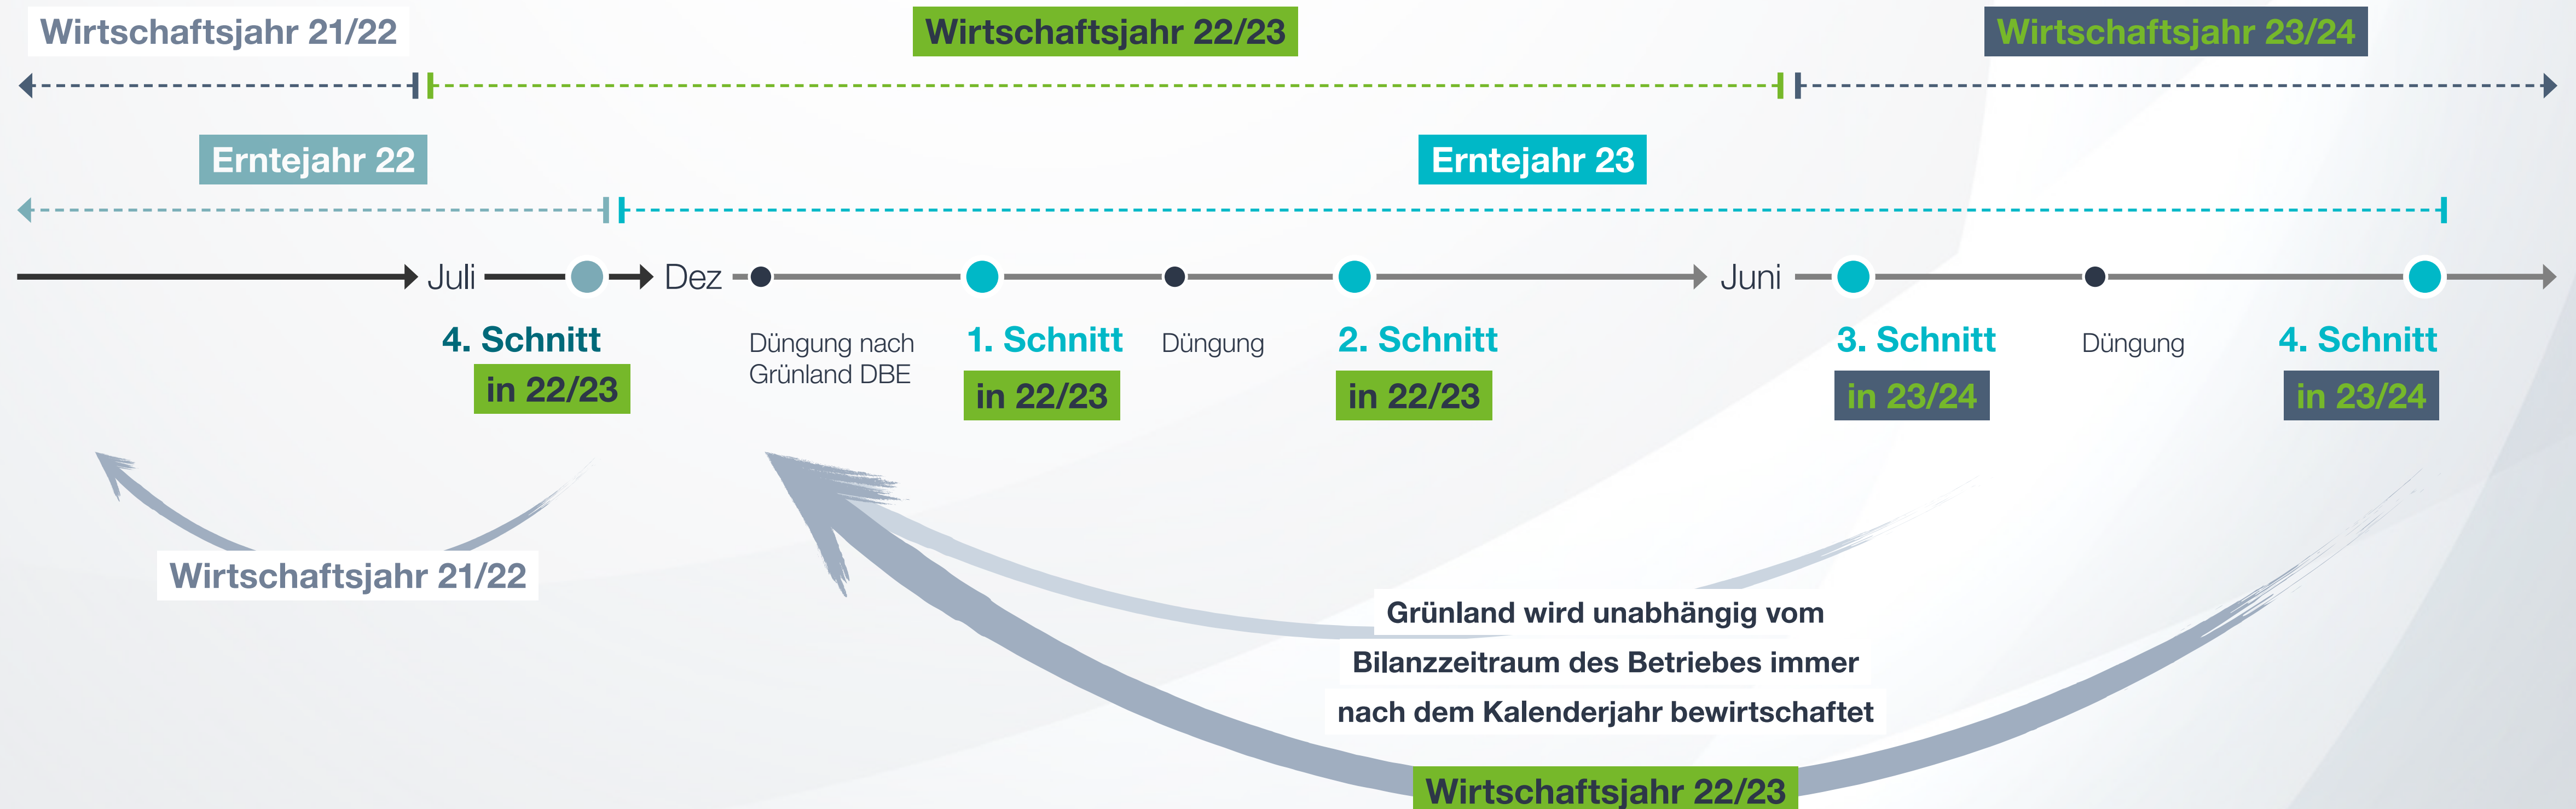 Wirtschaftsjahr 21/22
Wirtschaftsjahr 22/23
Wirtschaftsjahr 23/24
Erntejahr 22
Erntejahr 23
Juli
Dez
Juni
4. Schnitt
in 22/23
Düngung nach
Grünland DBE
1. Schnitt
in 22/23
Düngung
2. Schnitt
in 22/23
3. Schnitt
in 23/24
Düngung
4. Schnitt
in 23/24
Wirtschaftsjahr 21/22
Grünland wird unabhängig vom
Bilanzzeitraum des Betriebes immer
nach dem Kalenderjahr bewirtschaftet
Wirtschaftsjahr 22/23